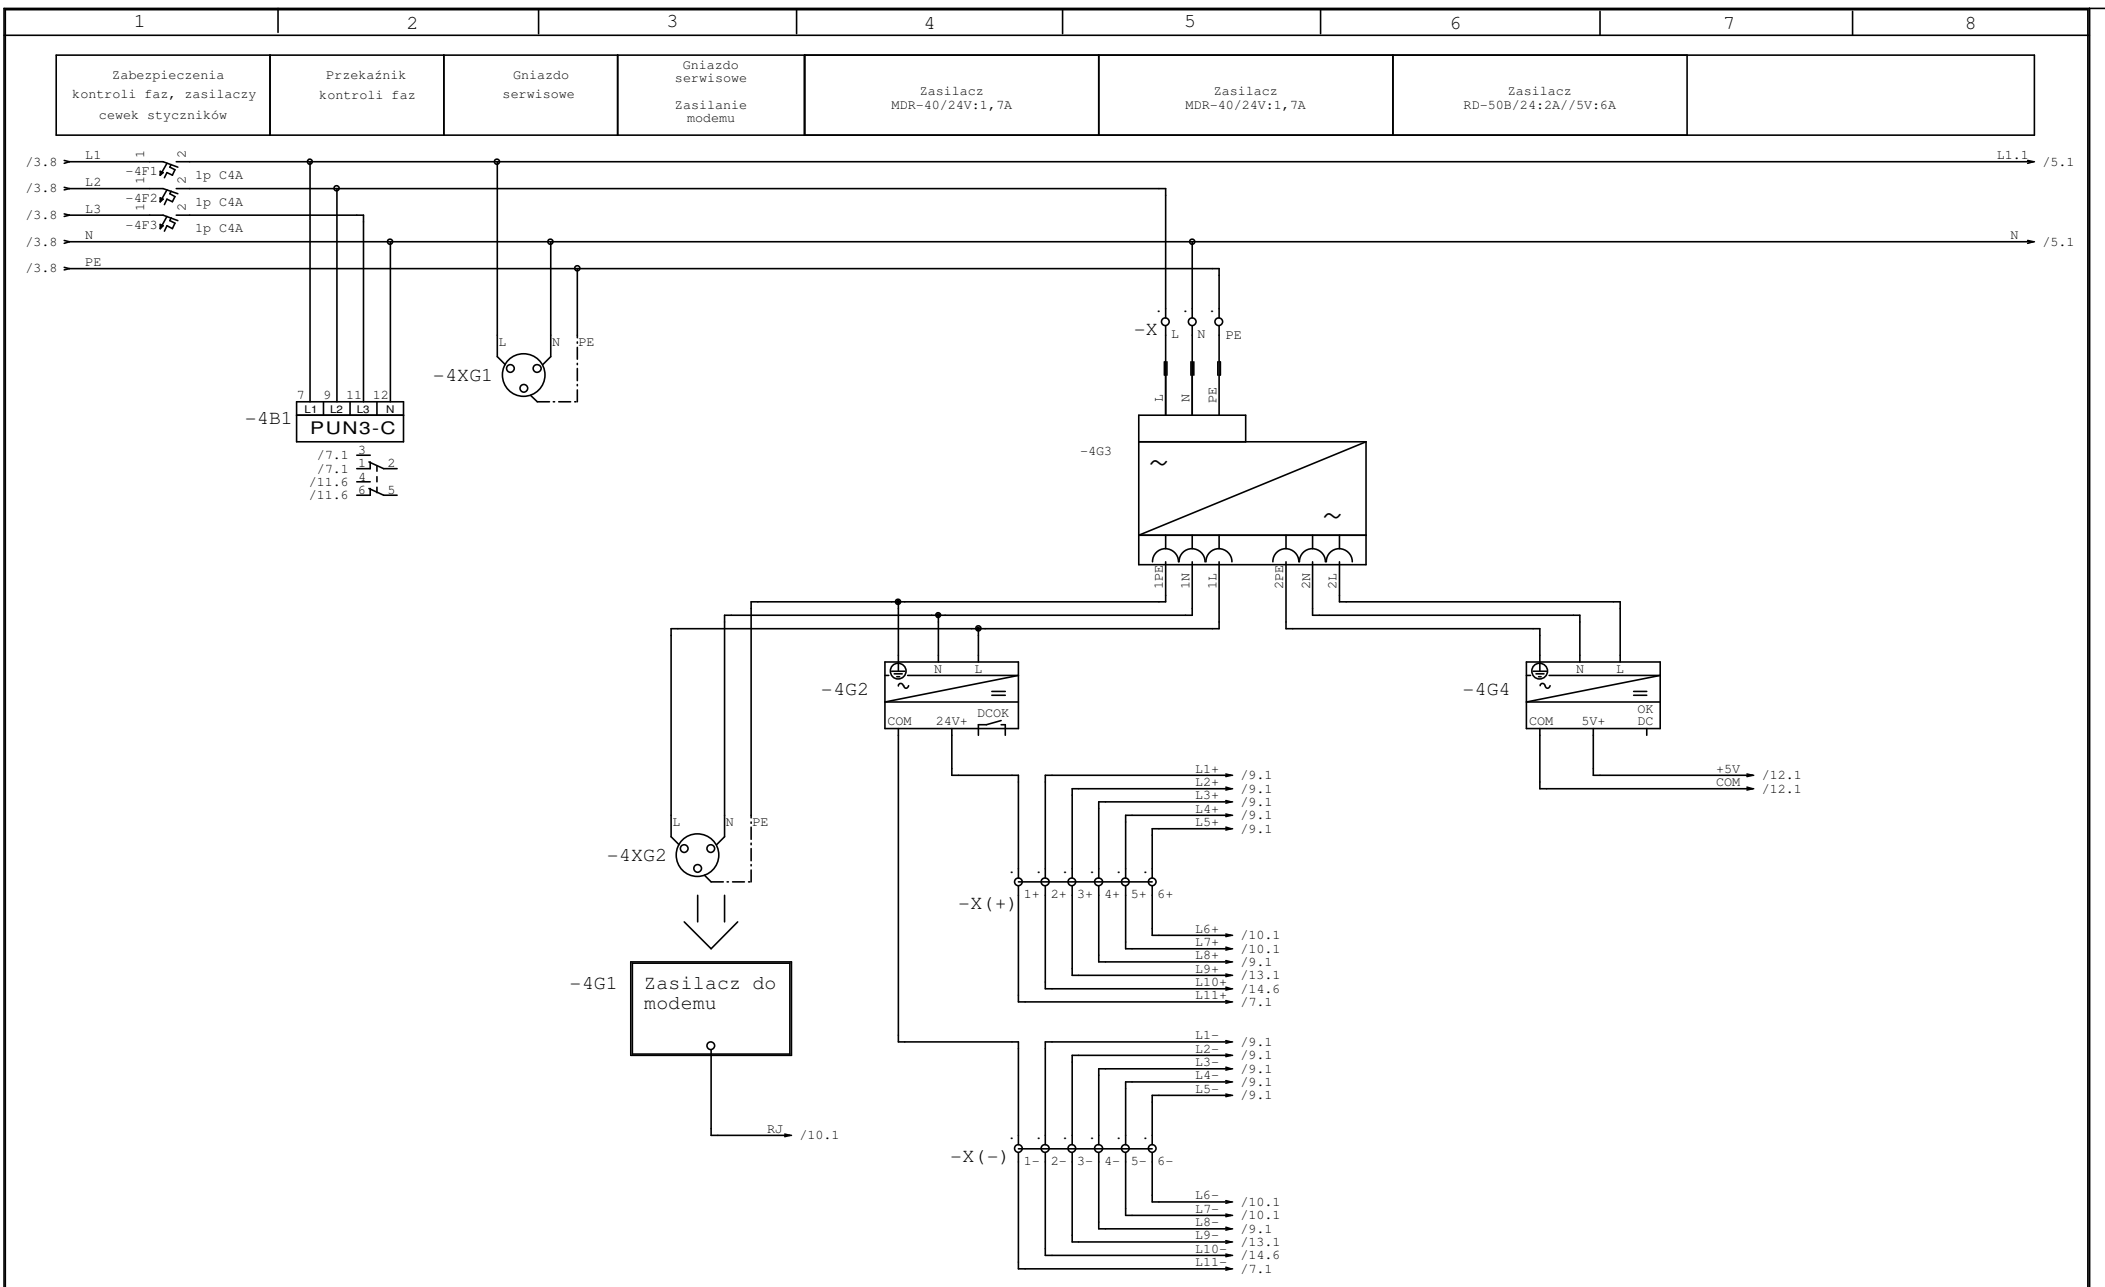 1 2 3 4 5 6 7 8
Zabezpieczenia
kontroli faz, zasilaczy
cewek styczników
Przekaźnik
kontroli faz
Gniazdo
serwisowe
Gniazdo
serwisowe
Zasilanie
modemu
Zasilacz
MDR-40/24V:1,7A
Zasilacz
MDR-40/24V:1,7A
Zasilacz
RD-50B/24:2A//5V:6A
/3.8 L1 1 2 L1.1 /5.1
-4F1 1p C4A
/3.8 L2 1 2
-4F2 1p C4A
/3.8 L3 1 2
-4F3 1p C4A
/3.8 N N /5.1
/3.8 PE
-X L N PE
L N PE
-4XG1
L N PE
7 9 11 12
-4B1 L1 L2 L3 N
PUN3-C
/7.1 3
/7.1 1 2
/11.6 4
/11.6 6 5
-4G3
~
~
1PE 1N 1L 2PE 2N 2L
N L
-4G2 ~ =
COM 24V+ DCOK
N L
-4G4 ~ =
OK
COM 5V+ DC
L1+ /9.1
L2+ /9.1
L3+ /9.1
L4+ /9.1
L5+ /9.1
+5V /12.1
COM /12.1
L N PE
-4XG2
-X(+) 1+ 2+ 3+ 4+ 5+ 6+
L6+ /10.1
L7+ /10.1
L8+ /9.1
L9+ /13.1
L10+ /14.6
L11+ /7.1
-4G1 Zasilacz do
modemu
RJ /10.1
L1- /9.1
L2- /9.1
L3- /9.1
L4- /9.1
L5- /9.1
-X(-) 1- 2- 3- 4- 5- 6-
L6- /10.1
L7- /10.1
L8- /9.1
L9- /13.1
L10- /14.6
L11- /7.1